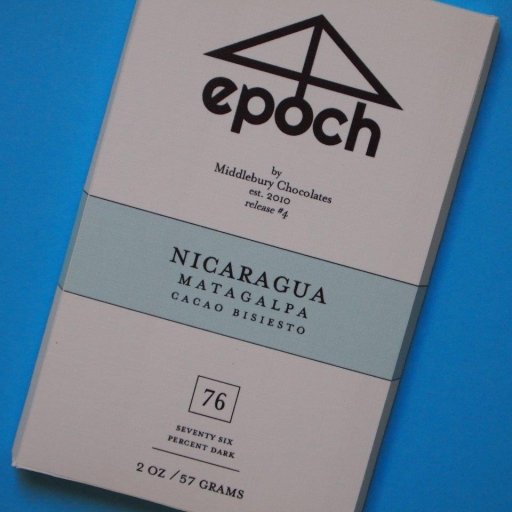 epoch
by
Middlebury Chocolates
est. 2010
release #4
NICARAGUA
MATAGALPA
CACAO BISIESTO
76
SEVENTY SIX
PERCENT DARK
2 OZ / 57 GRAMS